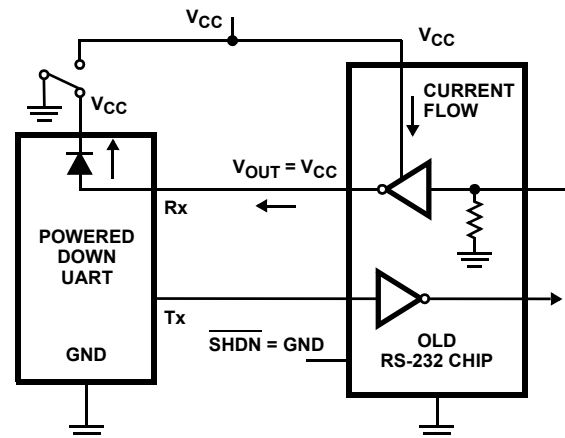 VCC
VCC
VCC
CURRENT
FLOW
VOUT = VCC
Rx
POWERED
DOWN
UART
Tx
GND
SHDN = GND
OLD
RS-232 CHIP